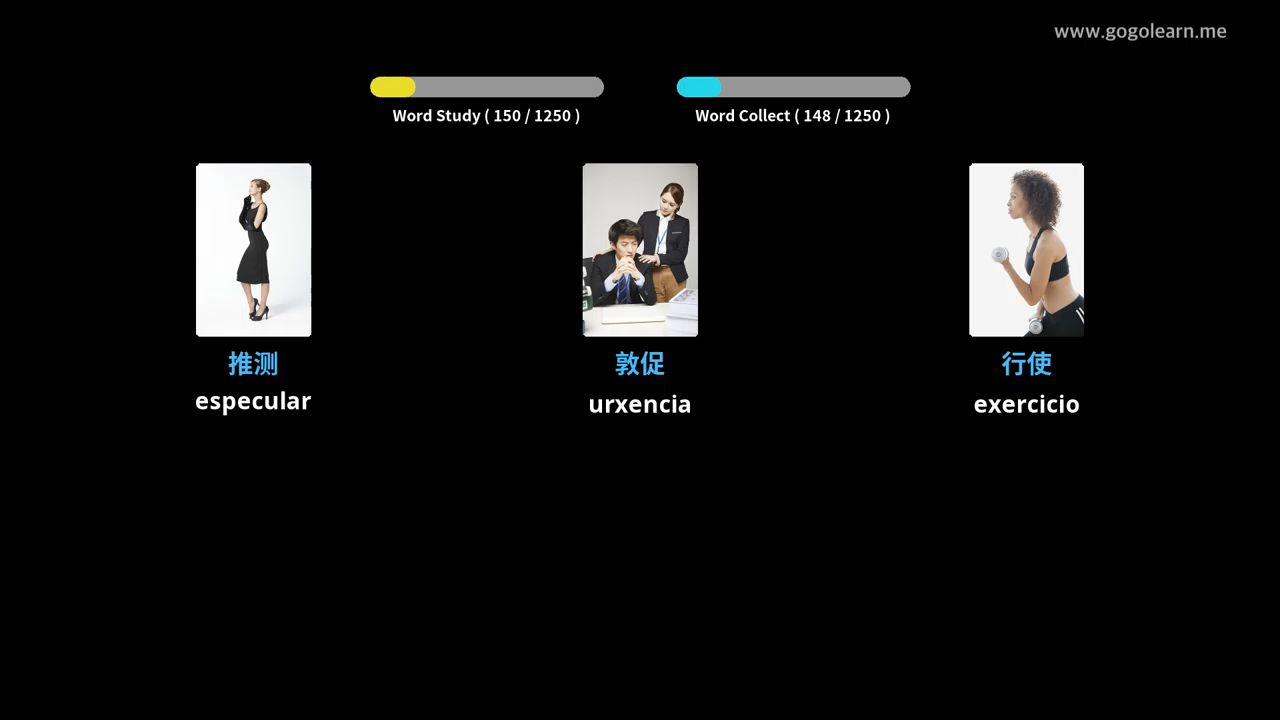 www.gogolearn.me
Word Study ( 150 / 1250 )
Word Collect ( 148 / 1250 )
推测
敦促
行使
especular
urxencia
exercicio